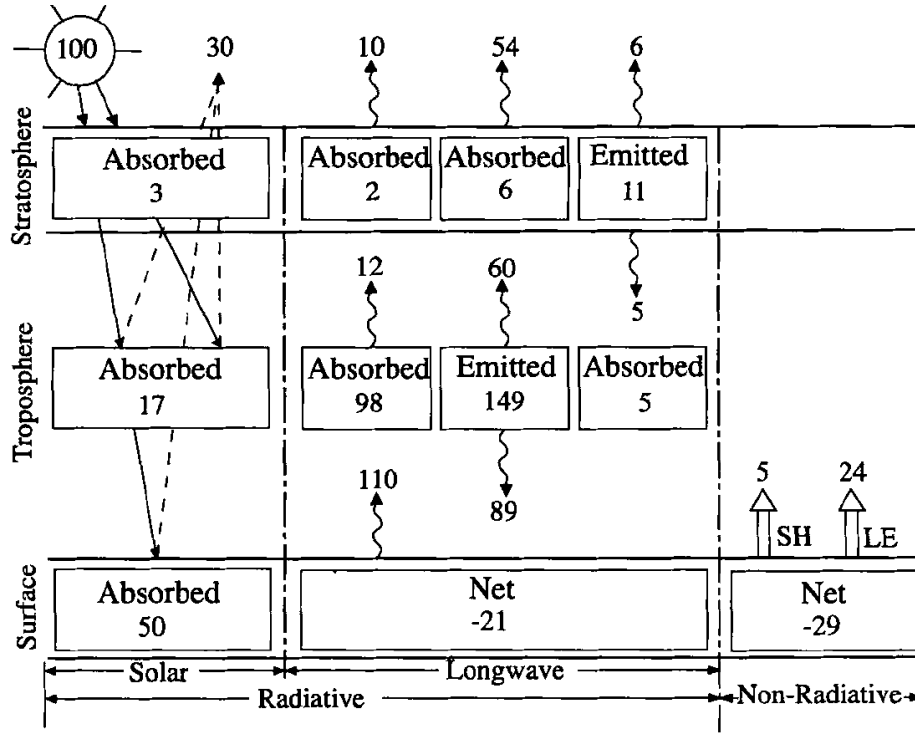 100
30
10
54
6
Stratosphere
Absorbed
3
Absorbed
2
Absorbed
6
Emitted
11
12
60
5
Troposphere
Absorbed
17
Absorbed
98
Emitted
149
Absorbed
5
110
89
5
SH
24
LE
Surface
Absorbed
50
Net
-21
Net
-29
Solar
Longwave
Radiative
Non-Radiative